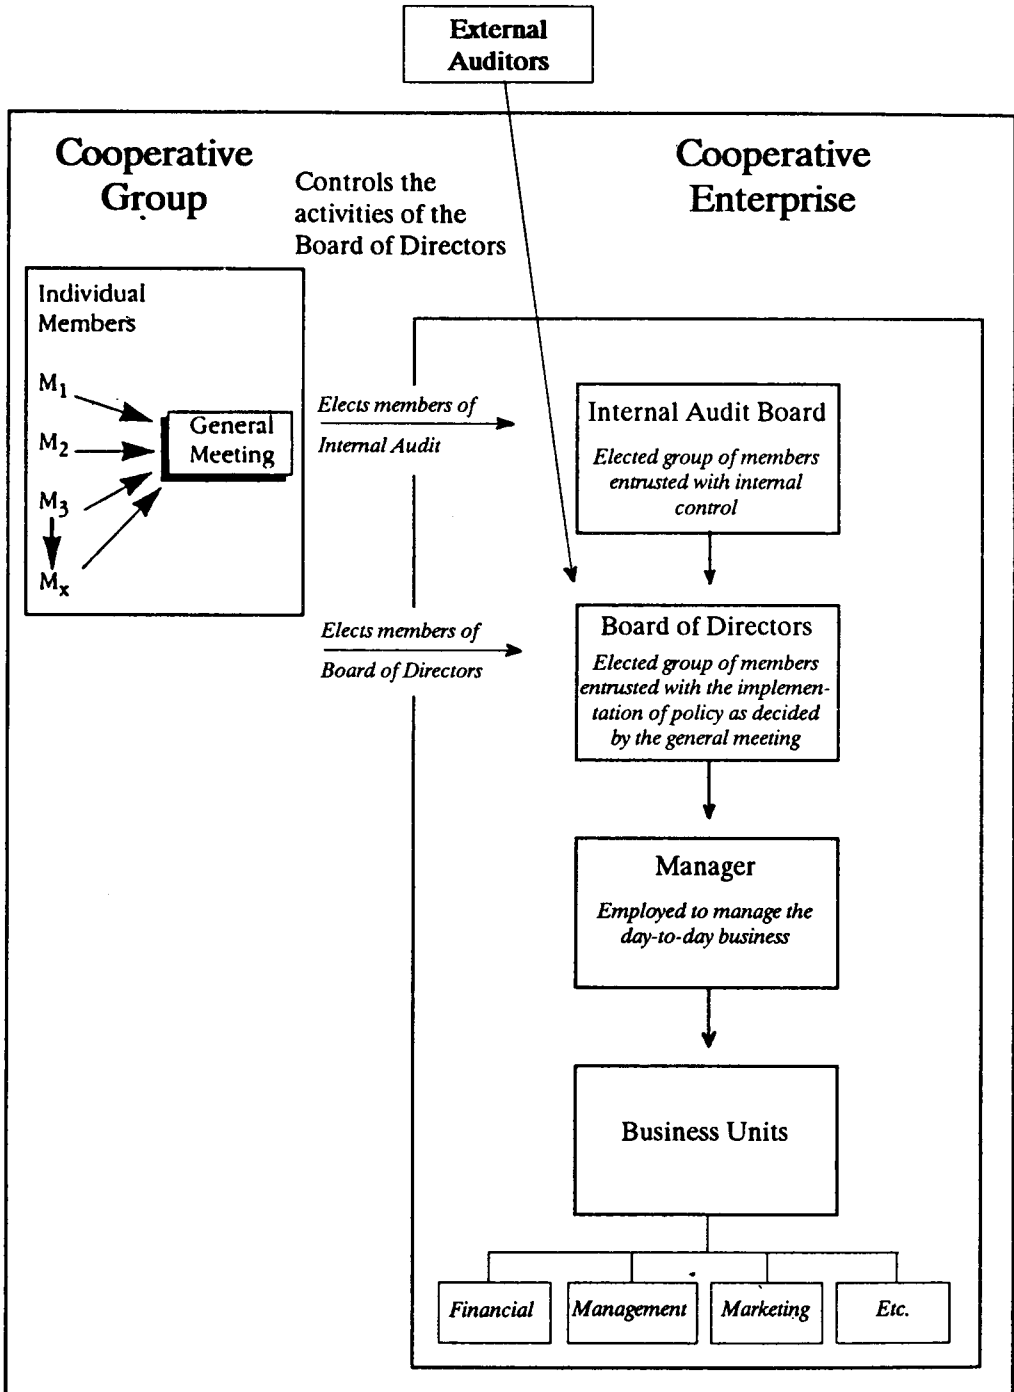 External
Auditors
Cooperative
Group
Controls the
activities of the
Board of Directors
Cooperative
Enterprise
Individual
Members
M1
M2
M3
Mx
General
Meeting
Elects members of
Internal Audit
Internal Audit Board
Elected group of members
entrusted with internal
control
Elects members of
Board of Directors
Board of Directors
Elected group of members
entrusted with the implemen-
tation of policy as decided
by the general meeting
Manager
Employed to manage the
day-to-day business
Business Units
Financial
Management
Marketing
Etc.